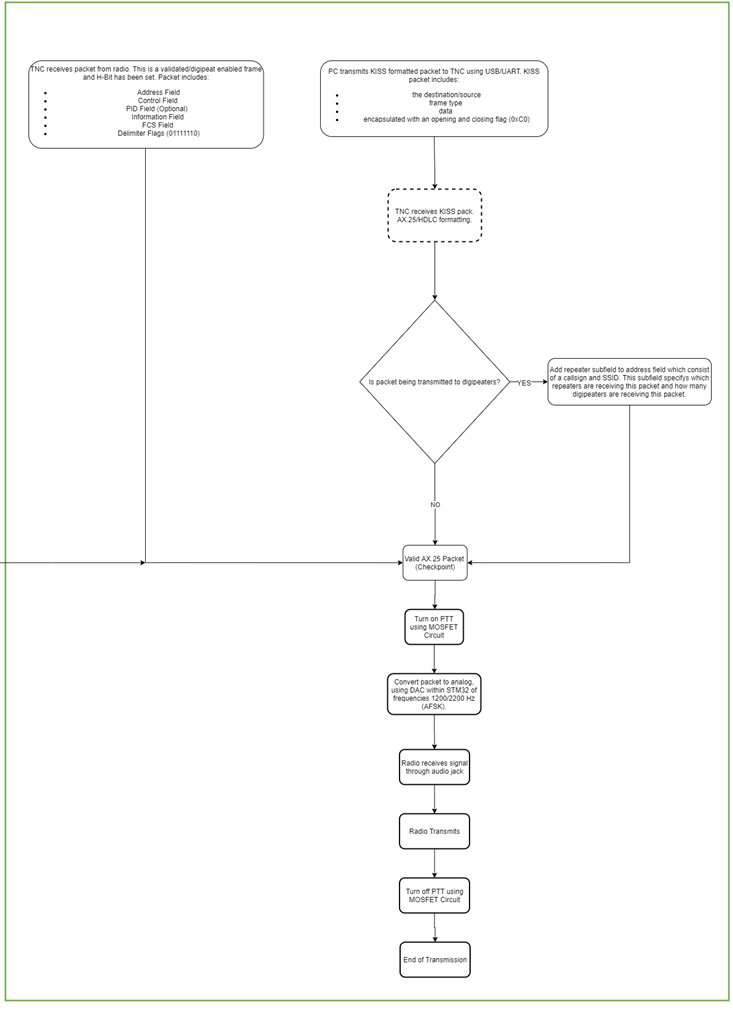 TNC receives packet from radio. This is a validated/digipeat enabled frame
and H-Bit has been set. Packet includes:
Address Field
Control Field
PID Field (Optional)
Information Field
FCS Field
Delimiter Flags (01111110)
PC transmits KISS formatted packet to TNC using USB/UART. KISS
packet includes:
the destination/source
frame type
data
encapsulated with an opening and closing flag (0xC0)
TNC receives KISS pack.
AX.25/HDLC formatting.
Is packet being transmitted to digipeaters?
YES
Add repeater subfield to address field which consist
of a callsign and SSID. This subfield specifys which
repeaters are receiving this packet and how many
digipeaters are receiving this packet.
NO
Valid AX.25 Packet
(Checkpoint)
Turn on PTT
using MOSFET
Circuit
Convert packet to analog,
using DAC within STM32 of
frequencies 1200/2200 Hz
(AFSK).
Radio receives signal
through audio jack
Radio Transmits
Turn off PTT using
MOSFET Circuit
End of Transmission